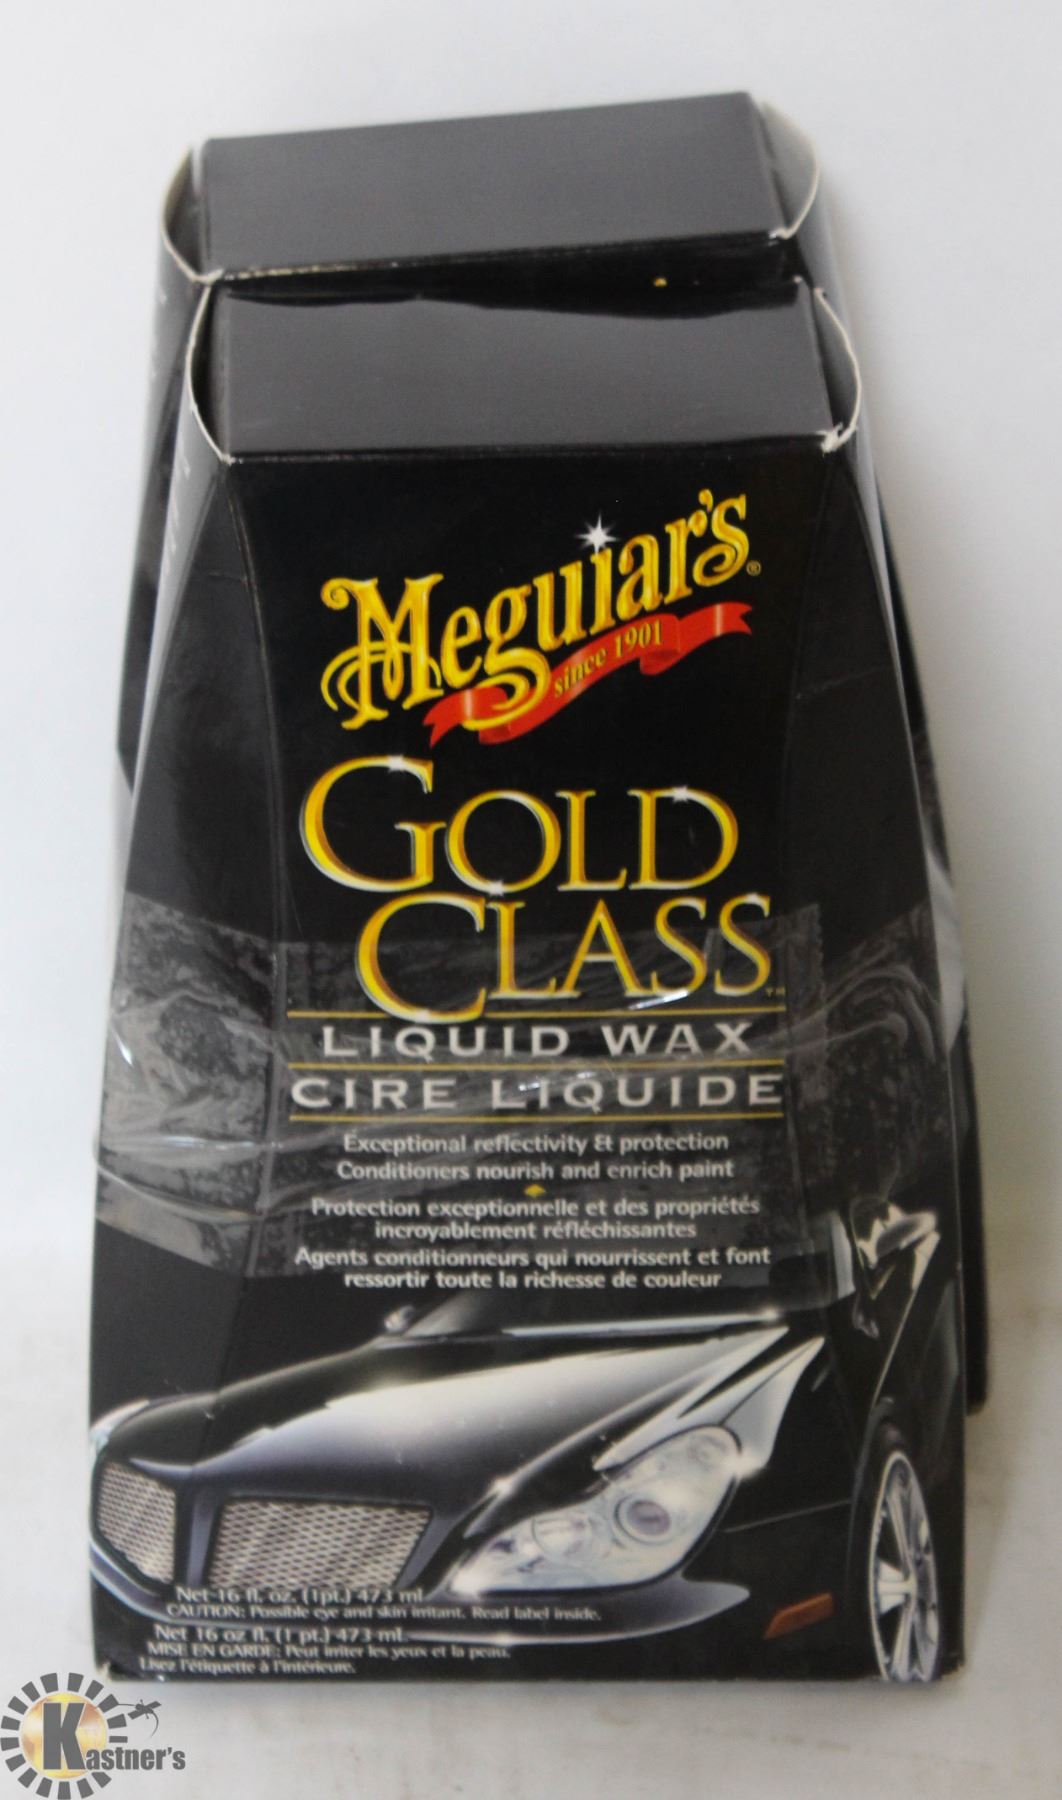 Meguiar's®
since 1901
GOLD
CLASS™
LIQUID WAX
CIRE LIQUIDE
Exceptional reflectivity & protection
Conditioners nourish and enrich paint
Protection exceptionnelle et des propriétés
incroyablement réfléchissantes
Agents conditionneurs qui nourrissent et font
ressortir toute la richesse de couleur
Net 16 fl. oz. (1pt.) 473 ml
CAUTION: Possible eye and skin irritant. Read label inside.
Net 16 oz fl. (1 pt.) 473 ml.
MISE EN GARDE: Peut irriter les yeux et la peau.
Lisez l'étiquette à l'intérieure.
Kastner's